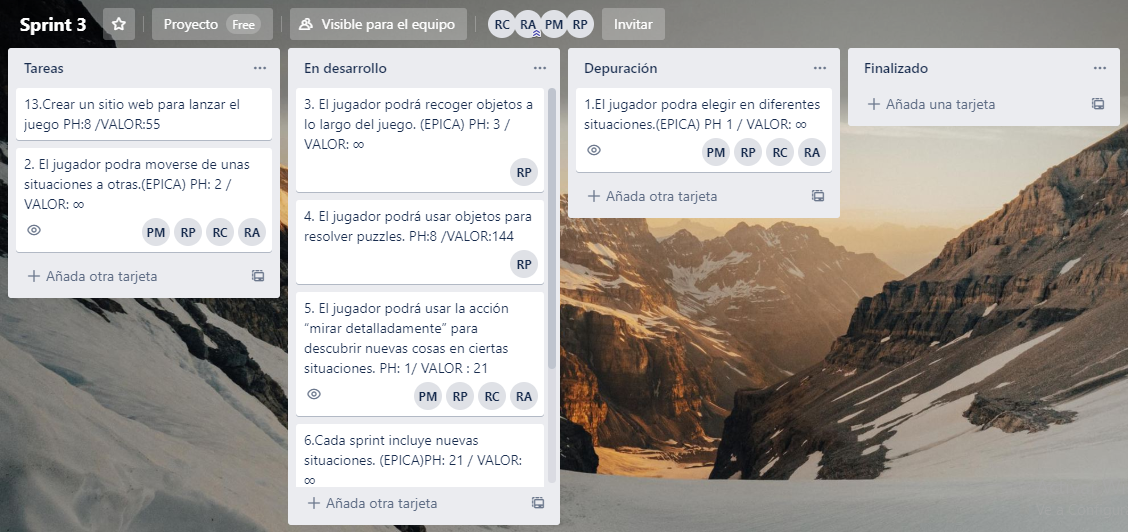 Sprint 3
Proyecto Free
Visible para el equipo
RC RA PM RP
Invitar
Tareas
13.Crear un sitio web para lanzar el
juego PH:8 /VALOR:55
2. El jugador podra moverse de unas
situaciones a otras.(EPICA) PH: 2 /
VALOR: ∞
PM RP RC RA
Añada otra tarjeta
En desarrollo
3. El jugador podrá recoger objetos a
lo largo del juego. (EPICA) PH: 3 /
VALOR: ∞
RP
4. El jugador podrá usar objetos para
resolver puzzles. PH:8 /VALOR:144
RP
5. El jugador podrá usar la acción
“mirar detalladamente” para
descubrir nuevas cosas en ciertas
situaciones. PH: 1/ VALOR : 21
PM RP RC RA
6.Cada sprint incluye nuevas
situaciones. (EPICA)PH: 21 / VALOR:
∞
Añada otra tarjeta
Depuración
1.El jugador podra elegir en diferentes
situaciones.(EPICA) PH 1 / VALOR: ∞
PM RP RC RA
Añada otra tarjeta
Finalizado
Añada una tarjeta